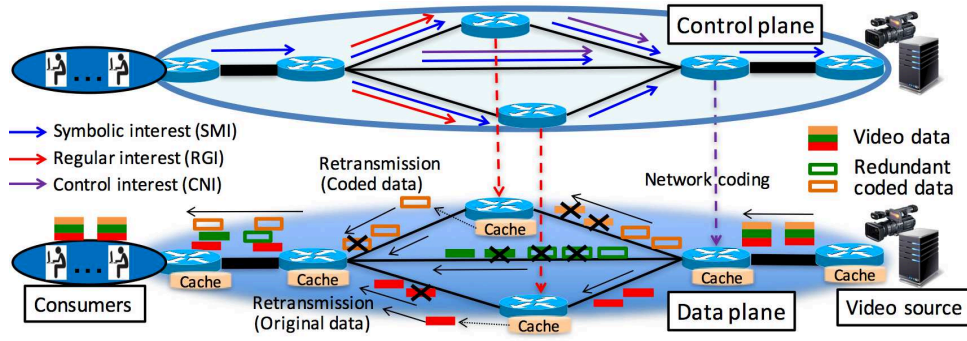 Control plane
Symbolic interest (SMI)
Regular interest (RGI)
Control interest (CNI)
Retransmission
(Coded data)
Network coding
Video data
Redundant
coded data
Cache
Cache
Cache
Cache
Cache
Cache
Consumers
Retransmission
(Original data)
Data plane
Video source